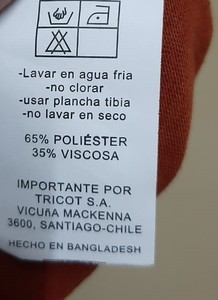 -Lavar en agua fria
-no clorar
-usar plancha tibia
-no lavar en seco
65% POLIÉSTER
35% VISCOSA
IMPORTANTE POR
TRICOT S.A.
VICUñA MACKENNA
3600, SANTIAGO-CHILE
HECHO EN BANGLADESH